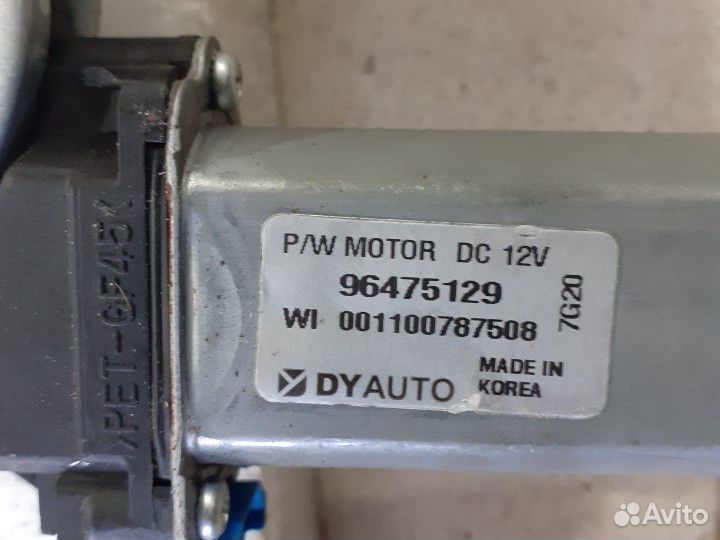 P/W MOTOR DC 12V
96475129
WI 001100787508
7G20
DYAUTO
MADE IN
KOREA
>PET-GF45<
Avito